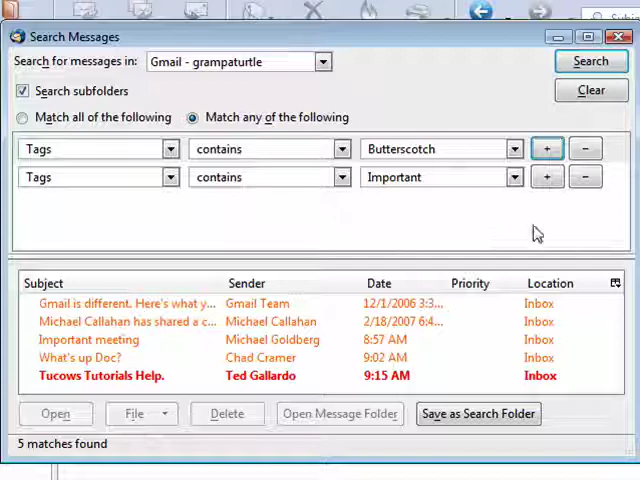 Search Messages
Search for messages in: Gmail - grampaturtle Search
Search subfolders Clear
Match all of the following Match any of the following
Tags contains Butterscotch + -
Tags contains Important + -
Subject Sender Date Priority Location
Gmail is different. Here's what y... Gmail Team 12/1/2006 3:3... Inbox
Michael Callahan has shared a c... Michael Callahan 2/18/2007 6:4... Inbox
Important meeting Michael Goldberg 8:57 AM Inbox
What's up Doc? Chad Cramer 9:02 AM Inbox
Tucows Tutorials Help. Ted Gallardo 9:15 AM Inbox
Open File Delete Open Message Folder Save as Search Folder
5 matches found